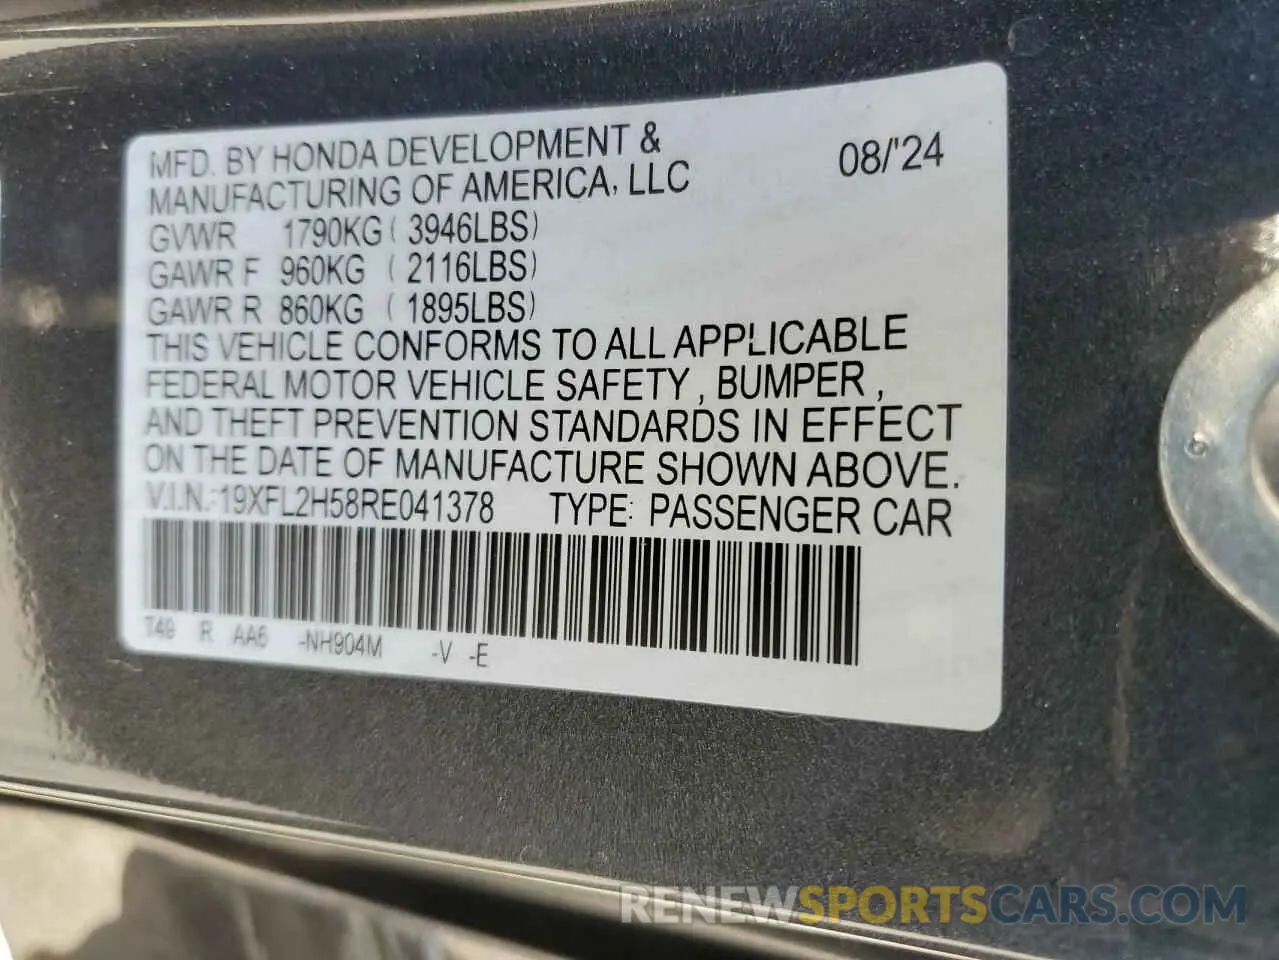 MFD. BY HONDA DEVELOPMENT & 08/'24
MANUFACTURING OF AMERICA, LLC
GVWR 1790KG ( 3946LBS)
GAWR F 960KG ( 2116LBS)
GAWR R 860KG ( 1895LBS)
THIS VEHICLE CONFORMS TO ALL APPLICABLE
FEDERAL MOTOR VEHICLE SAFETY , BUMPER ,
AND THEFT PREVENTION STANDARDS IN EFFECT
ON THE DATE OF MANUFACTURE SHOWN ABOVE.
V.I.N.:19XFL2H58RE041378 TYPE: PASSENGER CAR
T49 R AA6 -NH904M -V -E
RENEWSPORTSCARS.COM